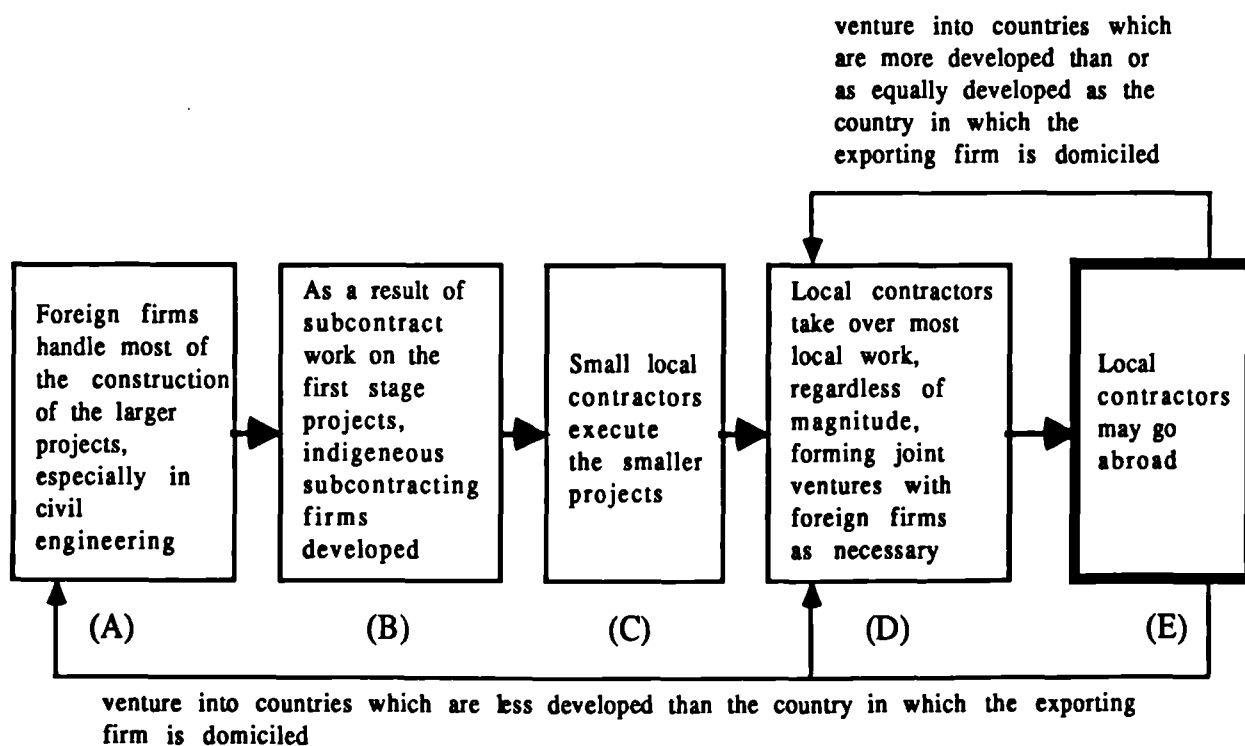 venture into countries which
are more developed than or
as equally developed as the
country in which the
exporting firm is domiciled
Foreign firms
handle most of
the construction
of the larger
projects,
especially in
civil
engineering
As a result of
subcontract
work on the
first stage
projects,
indigeneous
subcontracting
firms
developed
Small local
contractors
execute
the smaller
projects
Local contractors
take over most
local work,
regardless of
magnitude,
forming joint
ventures with
foreign firms
as necessary
Local
contractors
may go
abroad
(A)
(B)
(C)
(D)
(E)
venture into countries which are less developed than the country in which the exporting
firm is domiciled